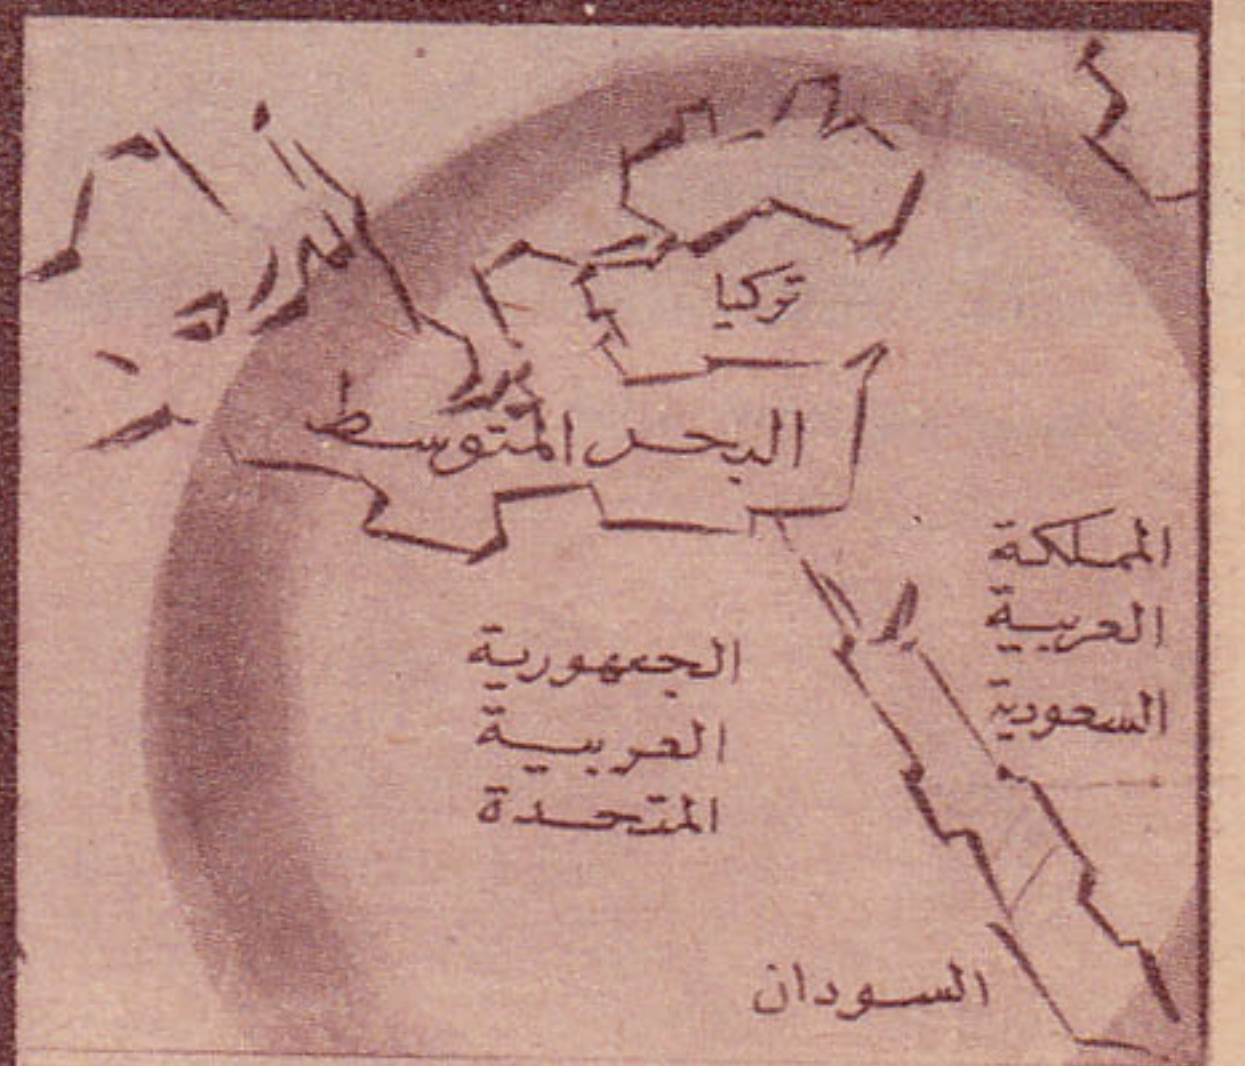 تركيا
البحر المتوسط
المملكة
العربية
السعودية
الجمهورية
العربية
المتحدة
السودان